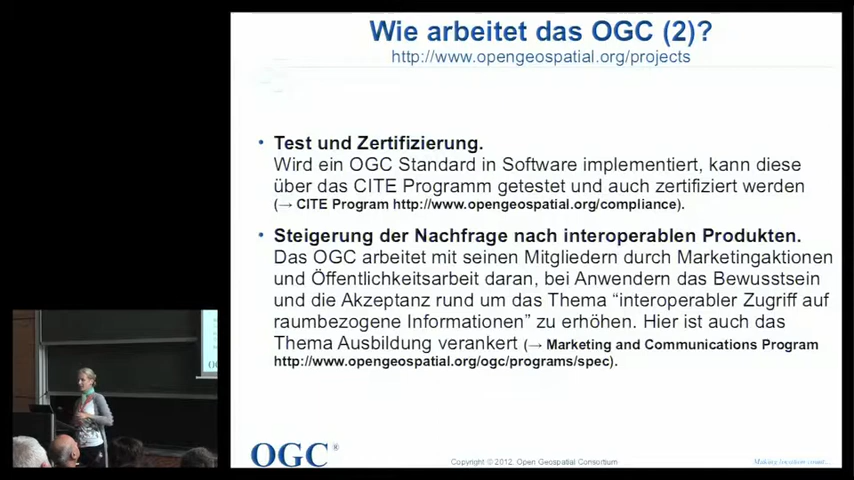 Wie arbeitet das OGC (2)?
http://www.opengeospatial.org/projects
• Test und Zertifizierung.
Wird ein OGC Standard in Software implementiert, kann diese
über das CITE Programm getestet und auch zertifiziert werden
(→ CITE Program http://www.opengeospatial.org/compliance).
• Steigerung der Nachfrage nach interoperablen Produkten.
Das OGC arbeitet mit seinen Mitgliedern durch Marketingaktionen
und Öffentlichkeitsarbeit daran, bei Anwendern das Bewusstsein
und die Akzeptanz rund um das Thema “interoperabler Zugriff auf
raumbezogene Informationen” zu erhöhen. Hier ist auch das
Thema Ausbildung verankert (→ Marketing and Communications Program
http://www.opengeospatial.org/ogc/programs/spec).
OGC®
Copyright © 2012, Open Geospatial Consortium
Making location count...